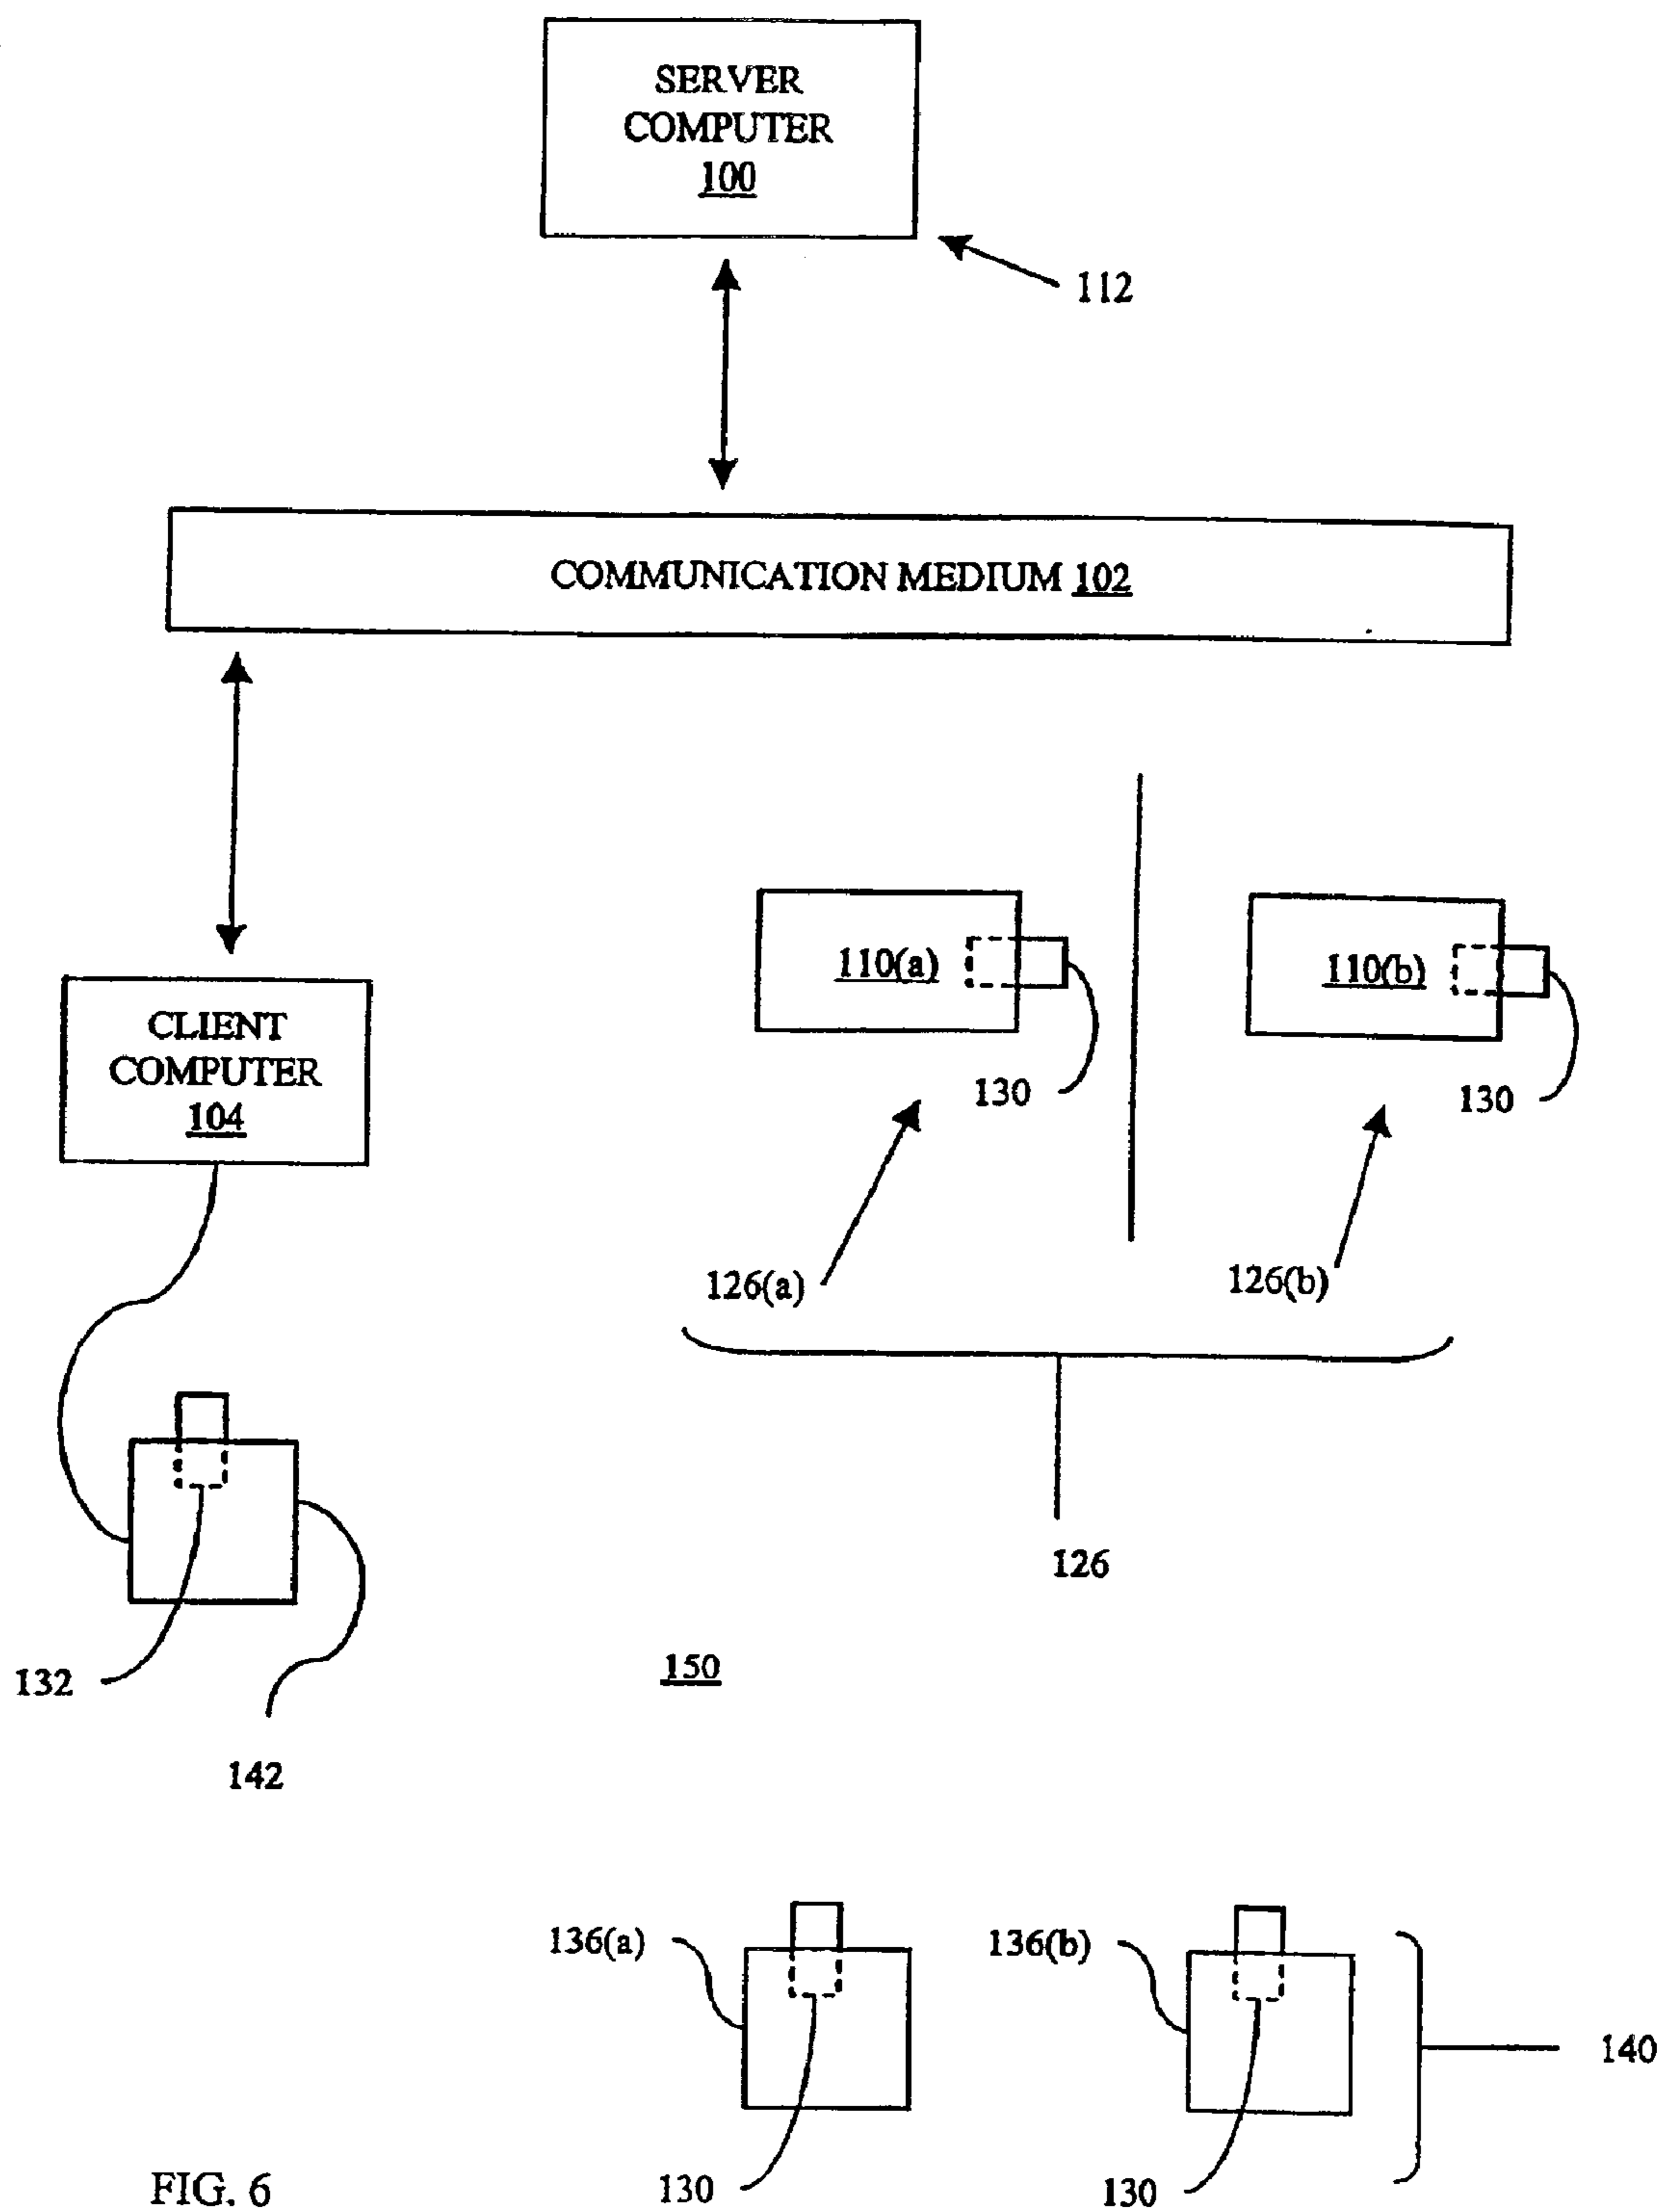 SERVER
COMPUTER
100
112
COMMUNICATION MEDIUM 102
CLIENT
COMPUTER
104
110(a)
130
110(b)
130
126(a)
126(b)
126
132
142
150
136(a)
130
136(b)
130
140
FIG. 6